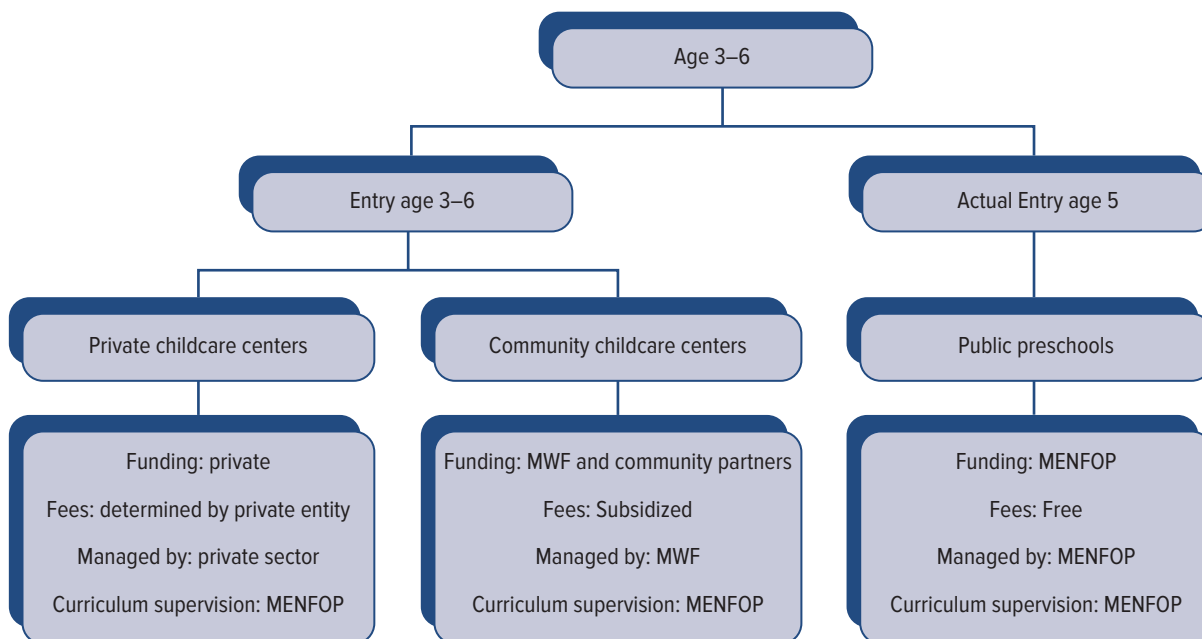 Age 3–6
Entry age 3–6
Actual Entry age 5
Private childcare centers
Community childcare centers
Public preschools
Funding: private
Fees: determined by private entity
Managed by: private sector
Curriculum supervision: MENFOP
Funding: MWF and community partners
Fees: Subsidized
Managed by: MWF
Curriculum supervision: MENFOP
Funding: MENFOP
Fees: Free
Managed by: MENFOP
Curriculum supervision: MENFOP